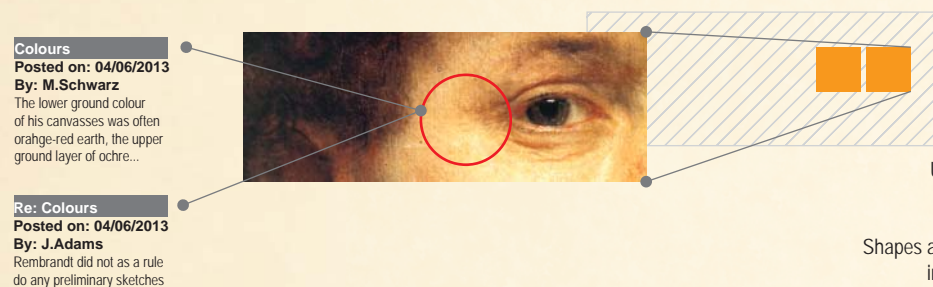 Colours
Posted on: 04/06/2013
By: M.Schwarz
The lower ground colour
of his canvasses was often
orahge-red earth, the upper
ground layer of ochre...
Re: Colours
Posted on: 04/06/2013
By: J.Adams
Rembrandt did not as a rule
do any preliminary sketches
Shapes a